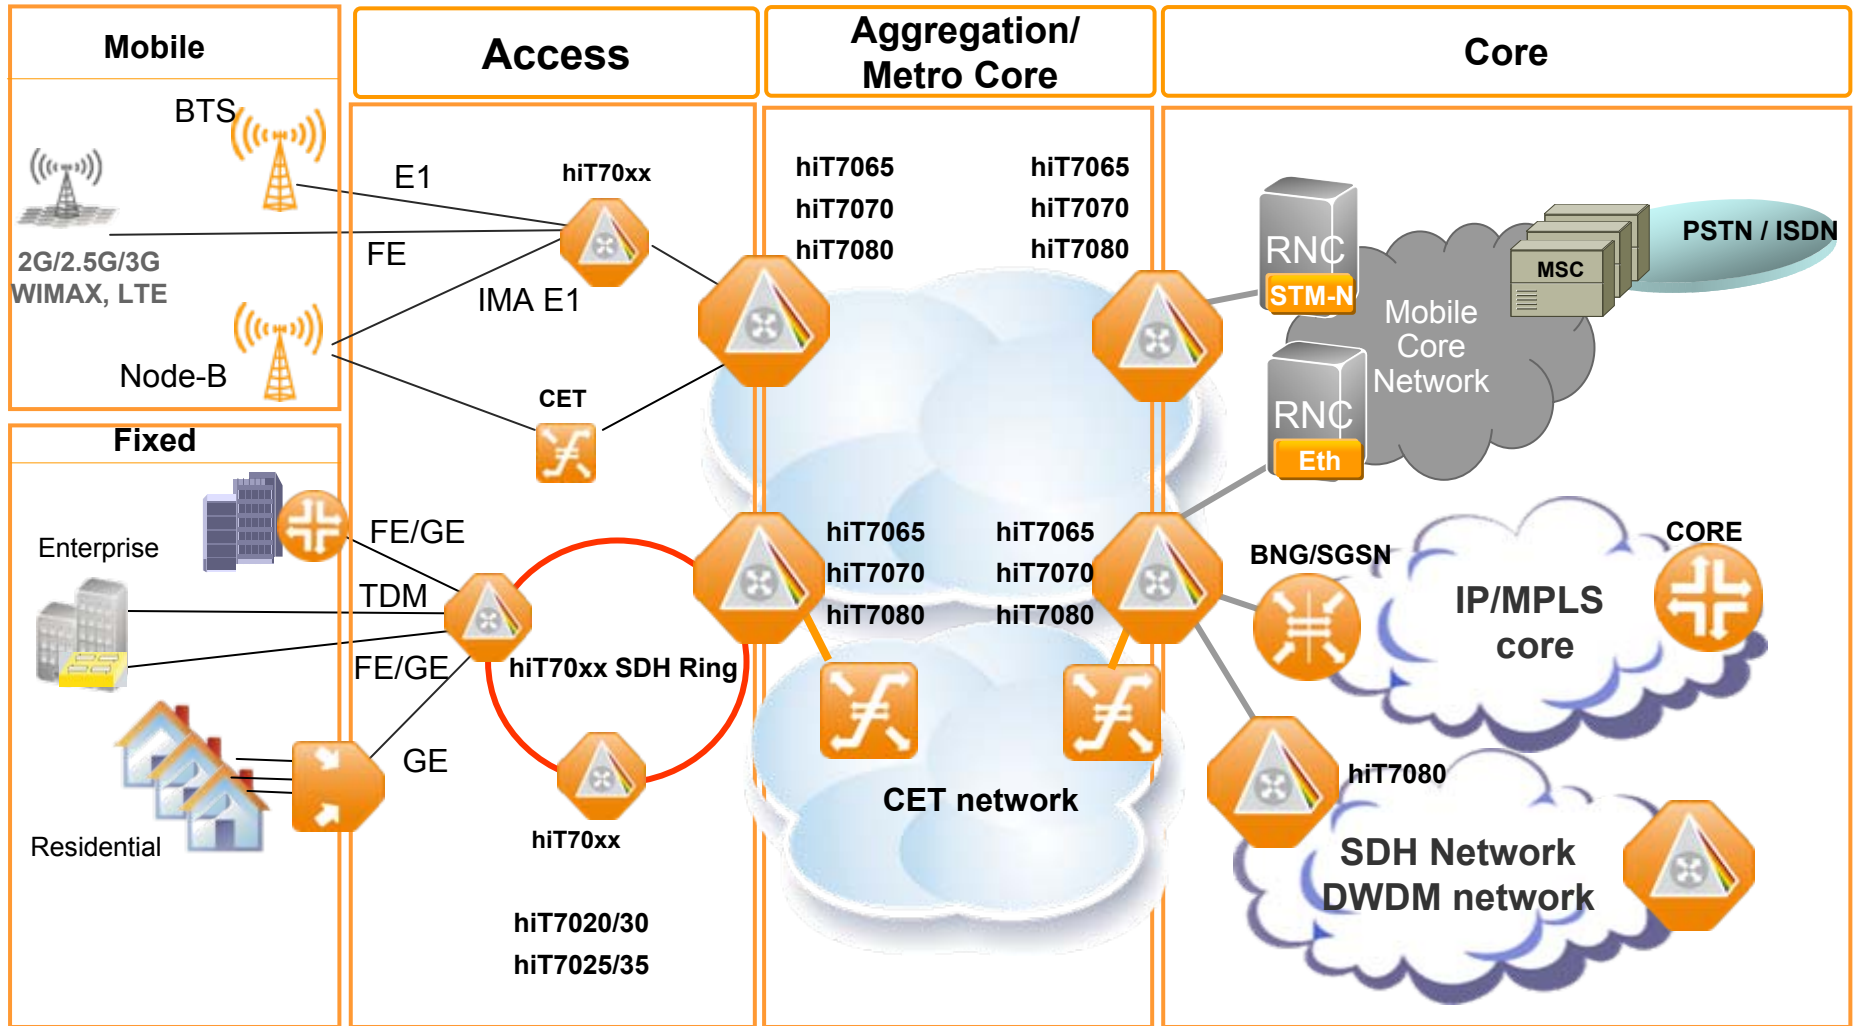 Mobile
Access
Aggregation/
Metro Core
Core
BTS
E1
hiT70xx
FE
2G/2.5G/3G
WIMAX, LTE
IMA E1
Node-B
CET
hiT7065
hiT7070
hiT7080
hiT7065
hiT7070
hiT7080
RNC
STM-N
MSC
PSTN / ISDN
Mobile
Core
Network
RNC
Eth
Fixed
Enterprise
FE/GE
TDM
FE/GE
hiT70xx SDH Ring
GE
Residential
hiT70xx
hiT7020/30
hiT7025/35
hiT7065
hiT7070
hiT7080
hiT7065
hiT7070
hiT7080
CET network
BNG/SGSN
CORE
IP/MPLS
core
hiT7080
SDH Network
DWDM network